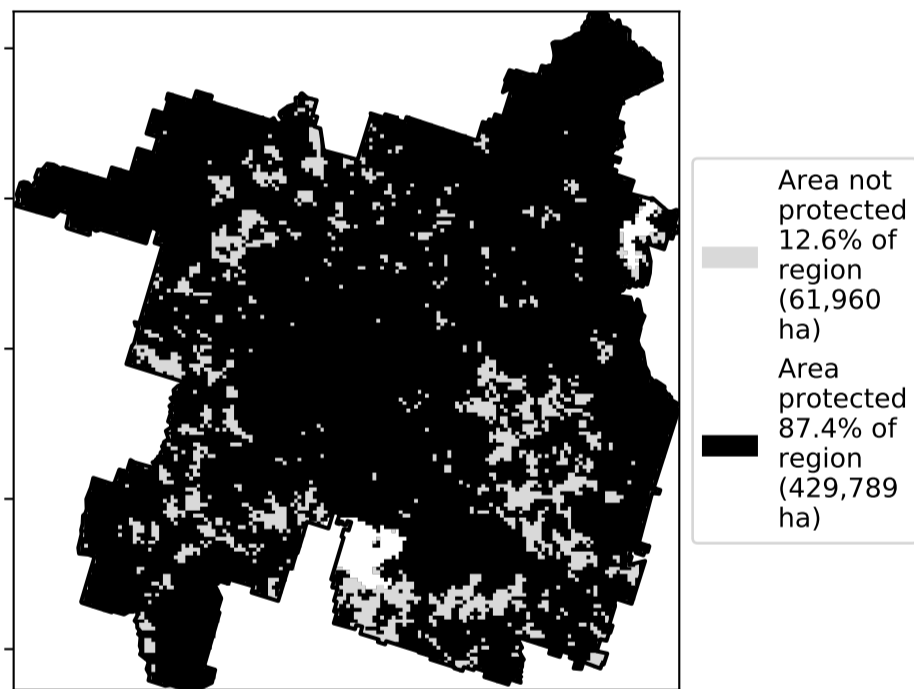 Area not
protected
12.6% of
region
(61,960
ha)
Area
protected
87.4% of
region
(429,789
ha)